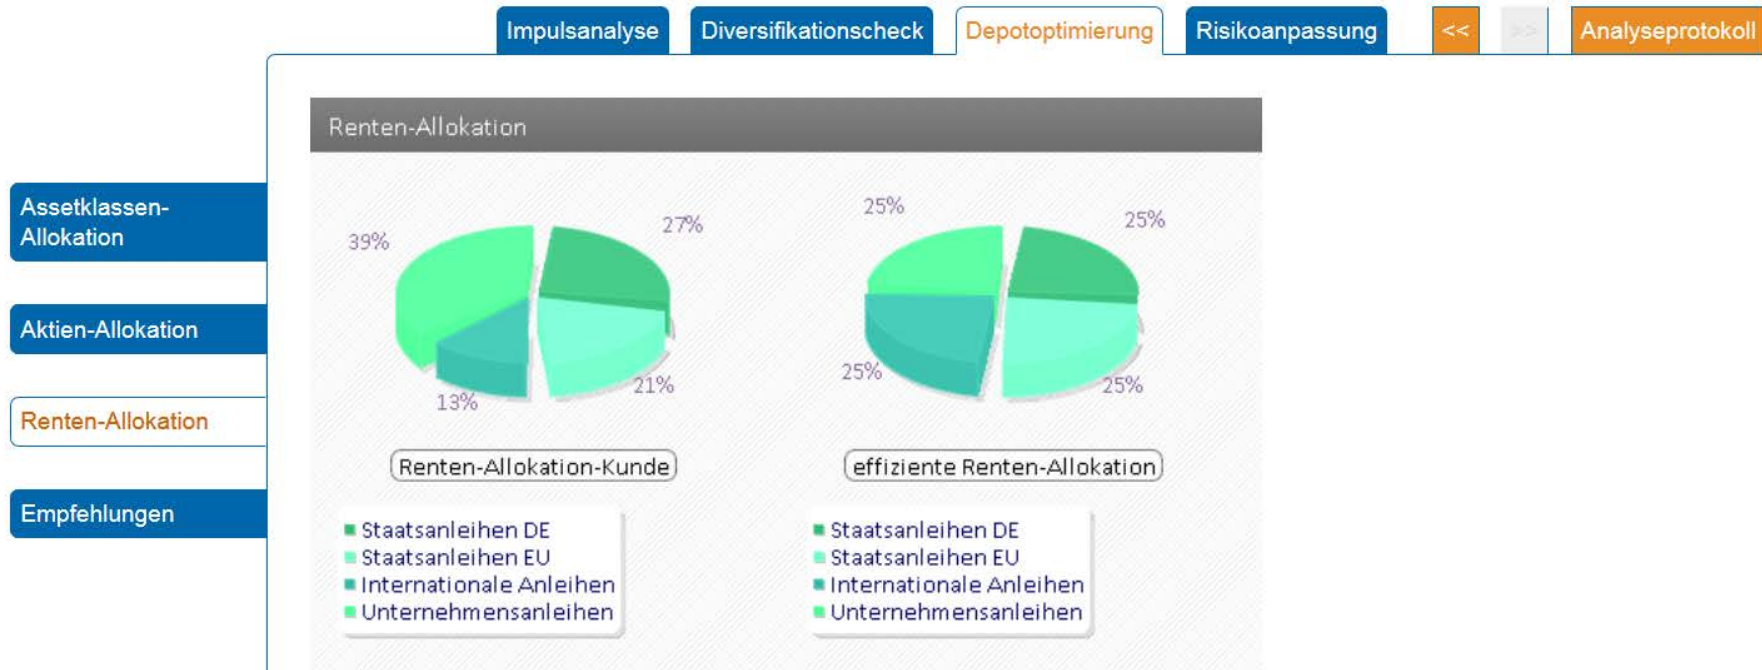 Impulsanalyse
Diversifikationscheck
Depotoptimierung
Risikoanpassung
<<
>>
Analyseprotokoll
Assetklassen-
Allokation
Aktien-Allokation
Renten-Allokation
Empfehlungen
Renten-Allokation
39%
27%
13%
21%
Renten-Allokation-Kunde
Staatsanleihen DE
Staatsanleihen EU
Internationale Anleihen
Unternehmensanleihen
25%
25%
25%
25%
effiziente Renten-Allokation
Staatsanleihen DE
Staatsanleihen EU
Internationale Anleihen
Unternehmensanleihen